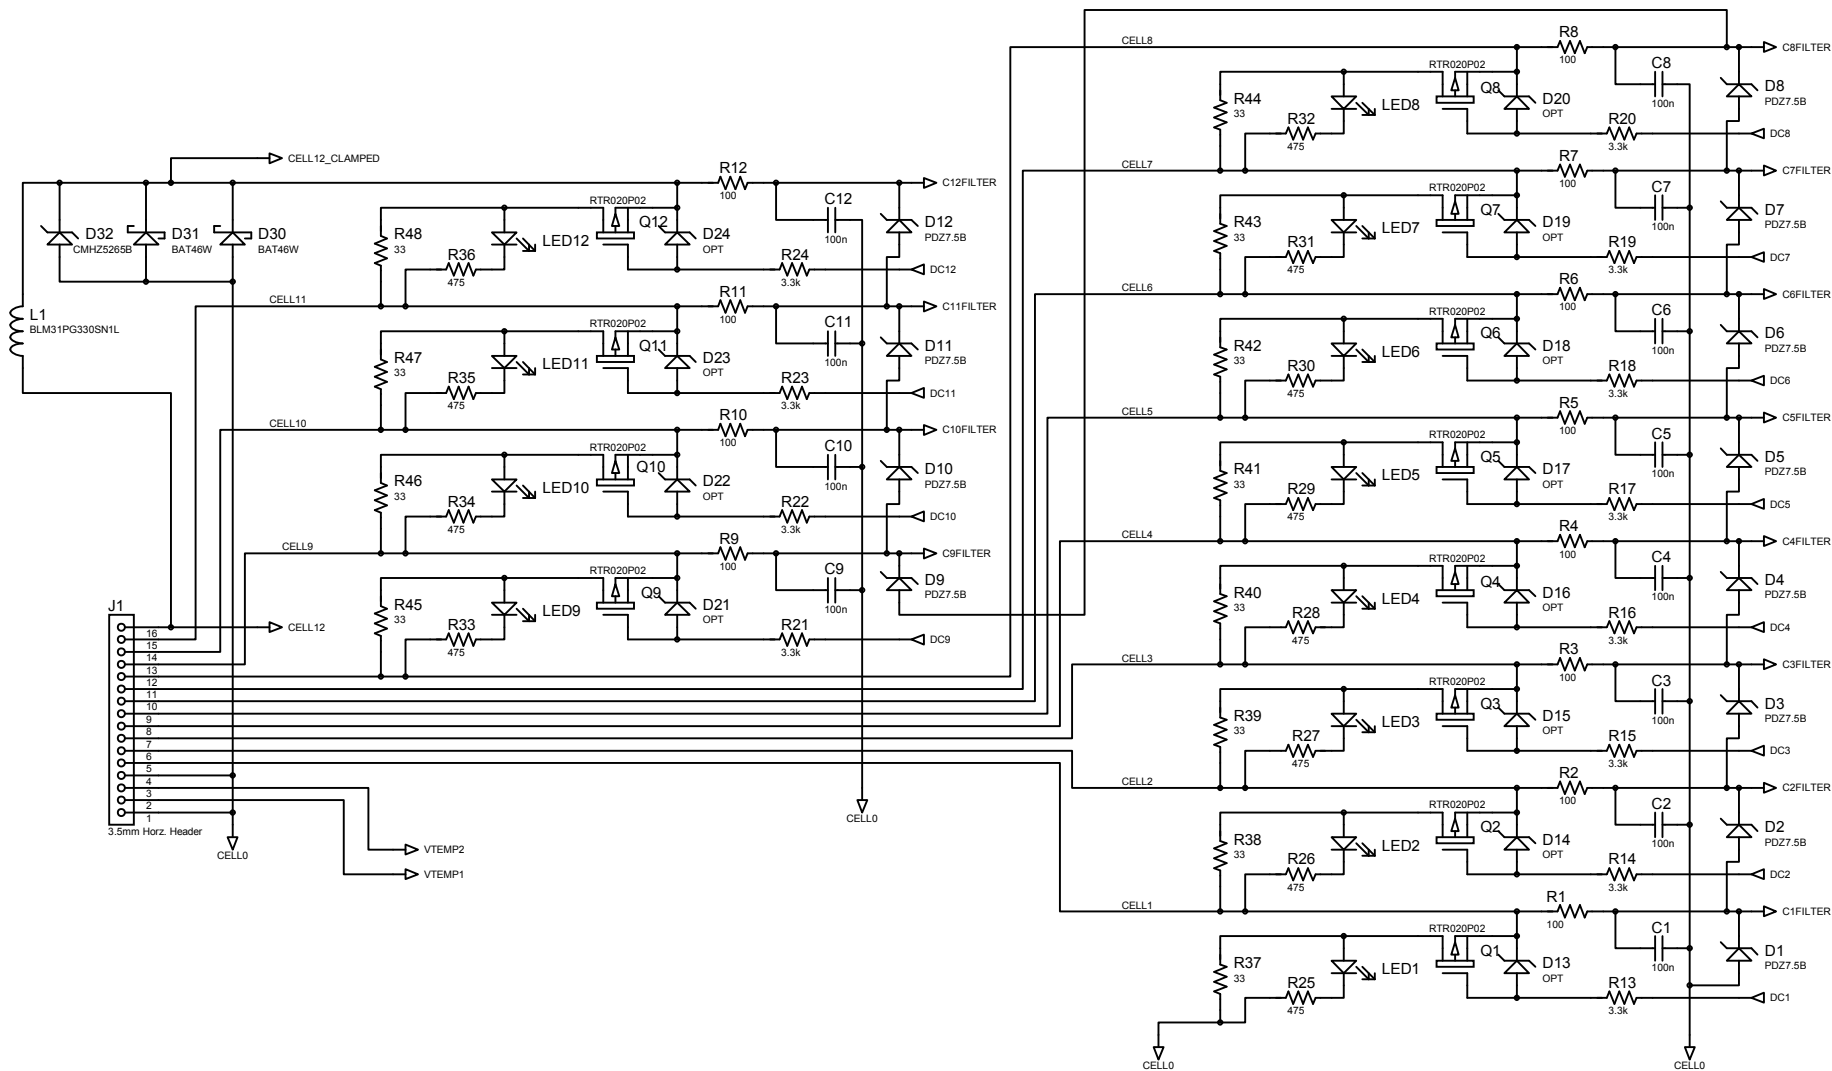 CELL12_CLAMPED
D32
CMHZ5265B
D31
BAT46W
D30
BAT46W
L1
BLM31PG330SN1L
R12
100
C12FILTER
RTR020P02
Q12
C12
100n
D12
PDZ7.5B
R48
33
LED12
D24
OPT
R36
475
R24
3.3k
DC12
CELL11
R11
100
C11FILTER
RTR020P02
Q11
C11
100n
D11
PDZ7.5B
R47
33
LED11
D23
OPT
R35
475
R23
3.3k
DC11
CELL10
R10
100
C10FILTER
RTR020P02
Q10
C10
100n
D10
PDZ7.5B
R46
33
LED10
D22
OPT
R34
475
R22
3.3k
DC10
CELL9
R9
100
C9FILTER
RTR020P02
Q9
C9
100n
D9
PDZ7.5B
R45
33
LED9
D21
OPT
R33
475
R21
3.3k
DC9
J1
CELL12
16
15
14
13
12
11
10
9
8
7
6
5
4
3
2
1
3.5mm Horz. Header
CELL0
VTEMP2
VTEMP1
CELL0
CELL8
R8
100
C8FILTER
RTR020P02
Q8
C8
100n
D8
PDZ7.5B
R44
33
LED8
D20
OPT
R32
475
R20
3.3k
DC8
CELL7
R7
100
C7FILTER
RTR020P02
Q7
C7
100n
D7
PDZ7.5B
R43
33
LED7
D19
OPT
R31
475
R19
3.3k
DC7
CELL6
R6
100
C6FILTER
RTR020P02
Q6
C6
100n
D6
PDZ7.5B
R42
33
LED6
D18
OPT
R30
475
R18
3.3k
DC6
CELL5
R5
100
C5FILTER
RTR020P02
Q5
C5
100n
D5
PDZ7.5B
R41
33
LED5
D17
OPT
R29
475
R17
3.3k
DC5
CELL4
R4
100
C4FILTER
RTR020P02
Q4
C4
100n
D4
PDZ7.5B
R40
33
LED4
D16
OPT
R28
475
R16
3.3k
DC4
CELL3
R3
100
C3FILTER
RTR020P02
Q3
C3
100n
D3
PDZ7.5B
R39
33
LED3
D15
OPT
R27
475
R15
3.3k
DC3
CELL2
R2
100
C2FILTER
RTR020P02
Q2
C2
100n
D2
PDZ7.5B
R38
33
LED2
D14
OPT
R26
475
R14
3.3k
DC2
CELL1
R1
100
C1FILTER
RTR020P02
Q1
C1
100n
D1
PDZ7.5B
R37
33
LED1
D13
OPT
R25
475
R13
3.3k
DC1
CELL0
CELL0